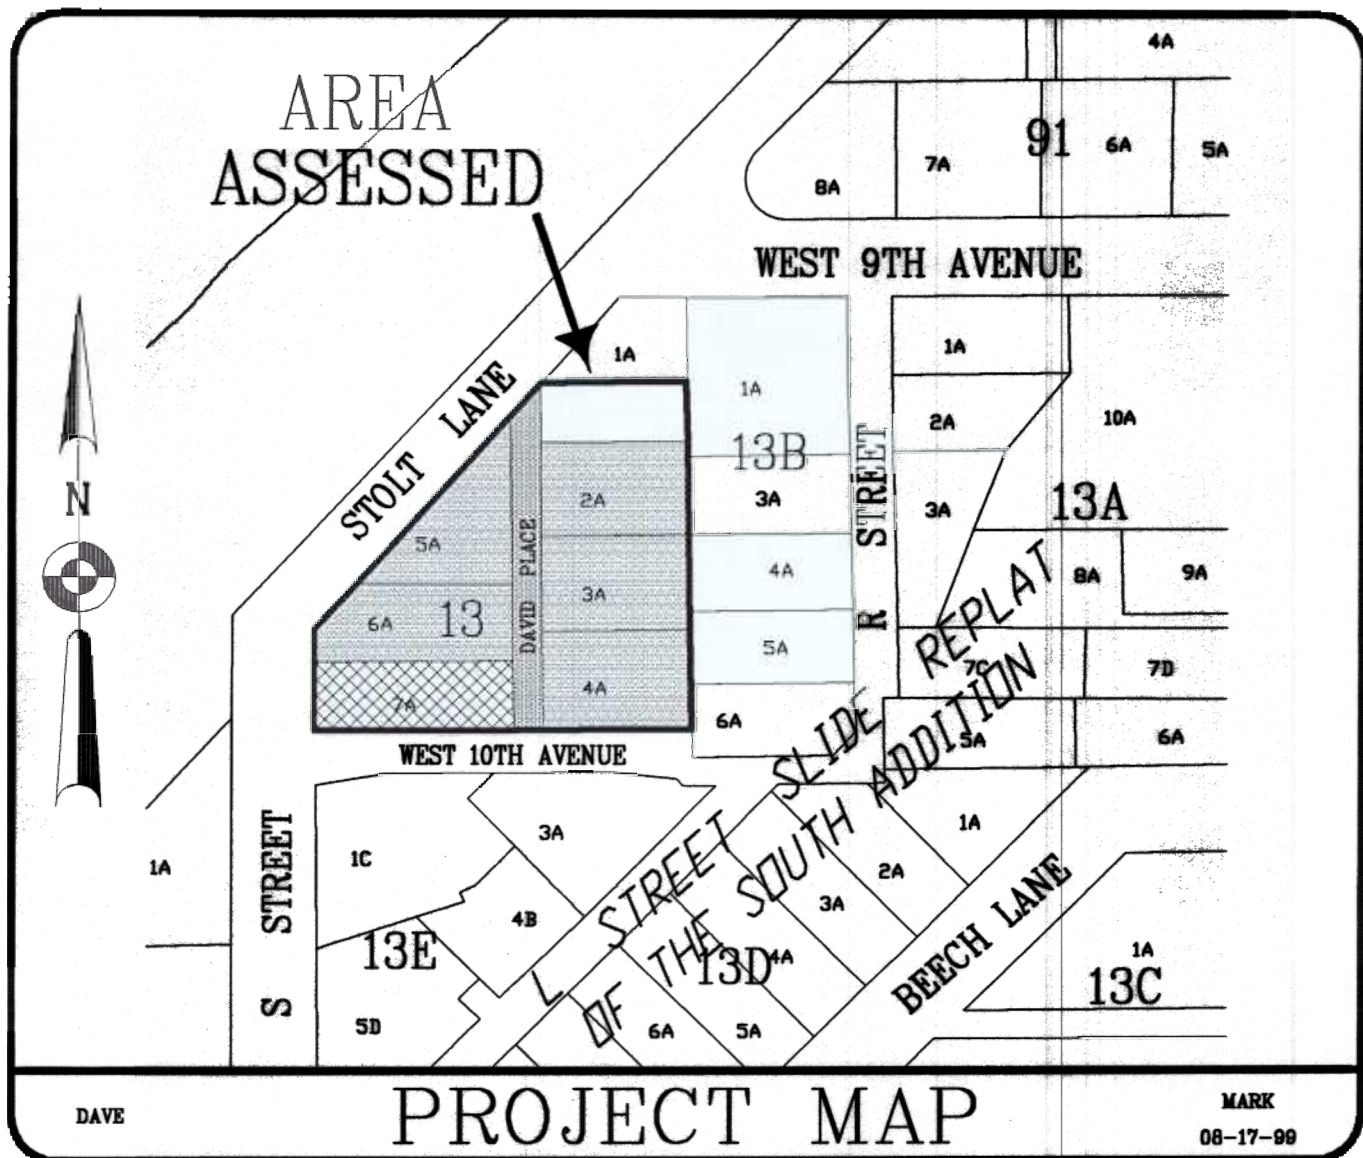 4A
AREA
ASSESSED
91
6A
5A
7A
8A
WEST 9TH AVENUE
1A
1A
1A
STOLT LANE
2A
10A
13B
N
2A
3A
3A
13A
R STREET
5A
4A
8A
9A
DAVID PLACE
3A
6A
13
5A
7C
7D
4A
7A
6A
5A
6A
WEST 10TH AVENUE
L STREET SLIDE REPLAT
OF THE SOUTH ADDITION
S STREET
1A
1C
3A
1A
2A
3A
4B
13E
13D
4A
BEECH LANE
1A
13C
5D
6A
5A
DAVE
PROJECT MAP
MARK
08-17-99